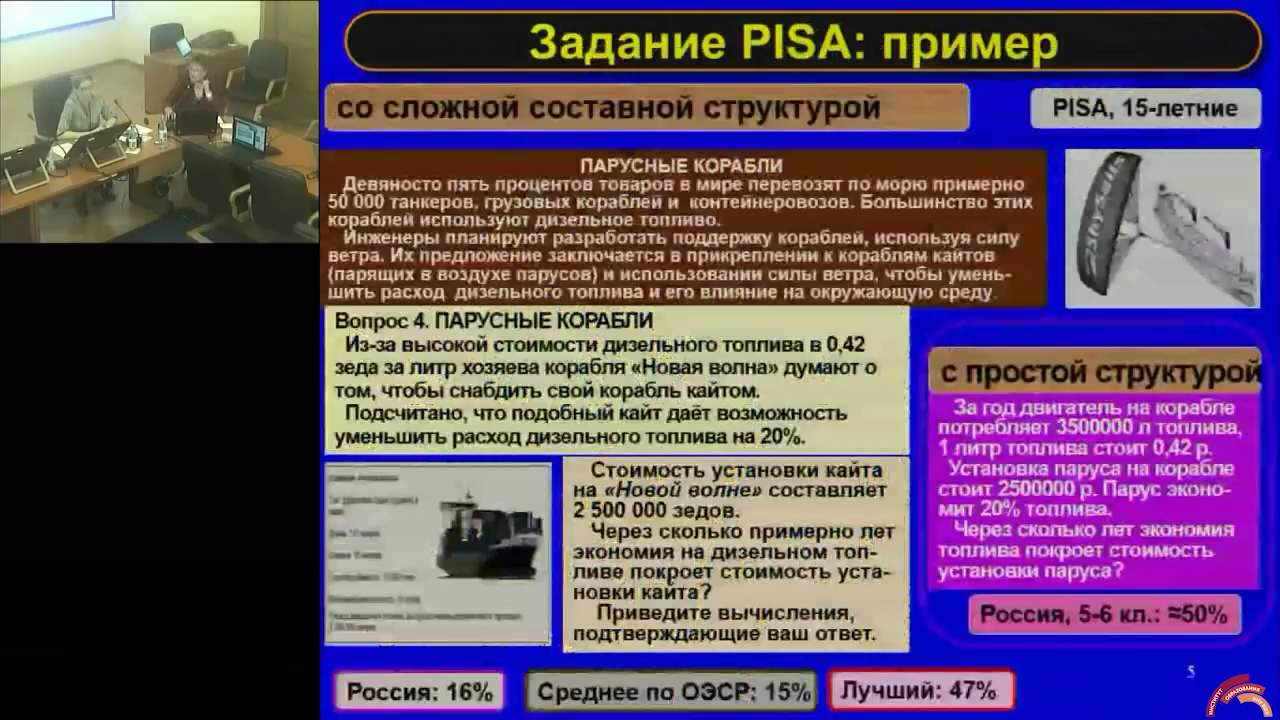 Задание PISA: пример
со сложной составной структурой
PISA, 15-летние
ПАРУСНЫЕ КОРАБЛИ
Девяносто пять процентов товаров в мире перевозят по морю примерно
50 000 танкеров, грузовых кораблей и контейнеровозов. Большинство этих
кораблей используют дизельное топливо.
Инженеры планируют разработать поддержку кораблей, используя силу
ветра. Их предложение заключается в прикреплении к кораблям кайтов
(парящих в воздухе парусов) и использовании силы ветра, чтобы умень-
шить расход дизельного топлива и его влияние на окружающую среду.
Вопрос 4. ПАРУСНЫЕ КОРАБЛИ
Из-за высокой стоимости дизельного топлива в 0,42
зеда за литр хозяева корабля «Новая волна» думают о
том, чтобы снабдить свой корабль кайтом.
Подсчитано, что подобный кайт даёт возможность
уменьшить расход дизельного топлива на 20%.
Стоимость установки кайта
на «Новой волне» составляет
2 500 000 зедов.
Через сколько примерно лет
экономия на дизельном топ-
ливе покроет стоимость уста-
новки кайта?
Приведите вычисления,
подтверждающие ваш ответ.
с простой структурой
За год двигатель на корабле
потребляет 3500000 л топлива,
1 литр топлива стоит 0,42 р.
Установка паруса на корабле
стоит 2500000 р. Парус эконо-
мит 20% топлива.
Через сколько лет экономия
топлива покроет стоимость
установки паруса?
Россия, 5-6 кл.: ≈50%
Россия: 16%
Среднее по ОЭСР: 15%
Лучший: 47%
5
ИНСТИТУТ
ОБРАЗОВАНИЯ